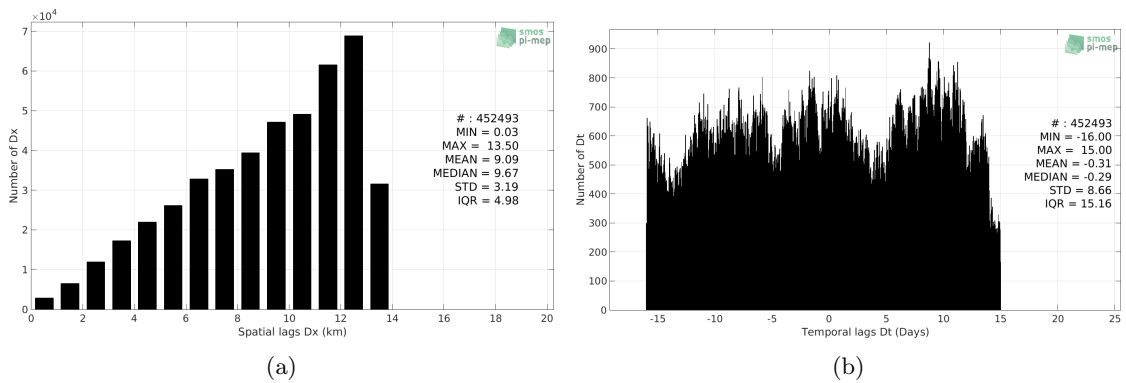 ×10⁴
7
6
5
4
3
2
1
0
Number of Dx
0 2 4 6 8 10 12 14 16 18 20
Spatial lags Dx (km)
smos
pi-mep
# : 452493
MIN = 0.03
MAX = 13.50
MEAN = 9.09
MEDIAN = 9.67
STD = 3.19
IQR = 4.98
(a)
900
800
700
600
500
400
300
200
100
0
Number of Dt
-15 -10 -5 0 5 10 15 20 25
Temporal lags Dt (Days)
smos
pi-mep
# : 452493
MIN = -16.00
MAX = 15.00
MEAN = -0.31
MEDIAN = -0.29
STD = 8.66
IQR = 15.16
(b)